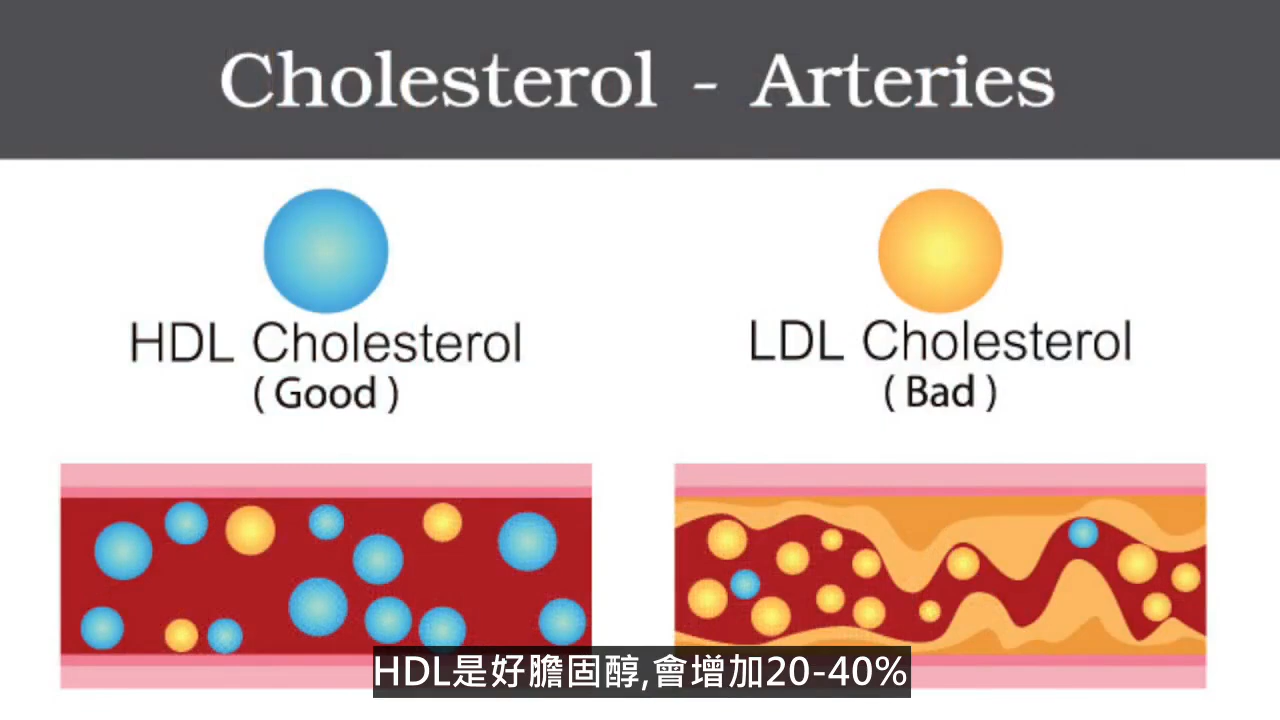 Cholesterol - Arteries
HDL Cholesterol
( Good )
LDL Cholesterol
( Bad )
HDL是好膽固醇,會增加20-40%